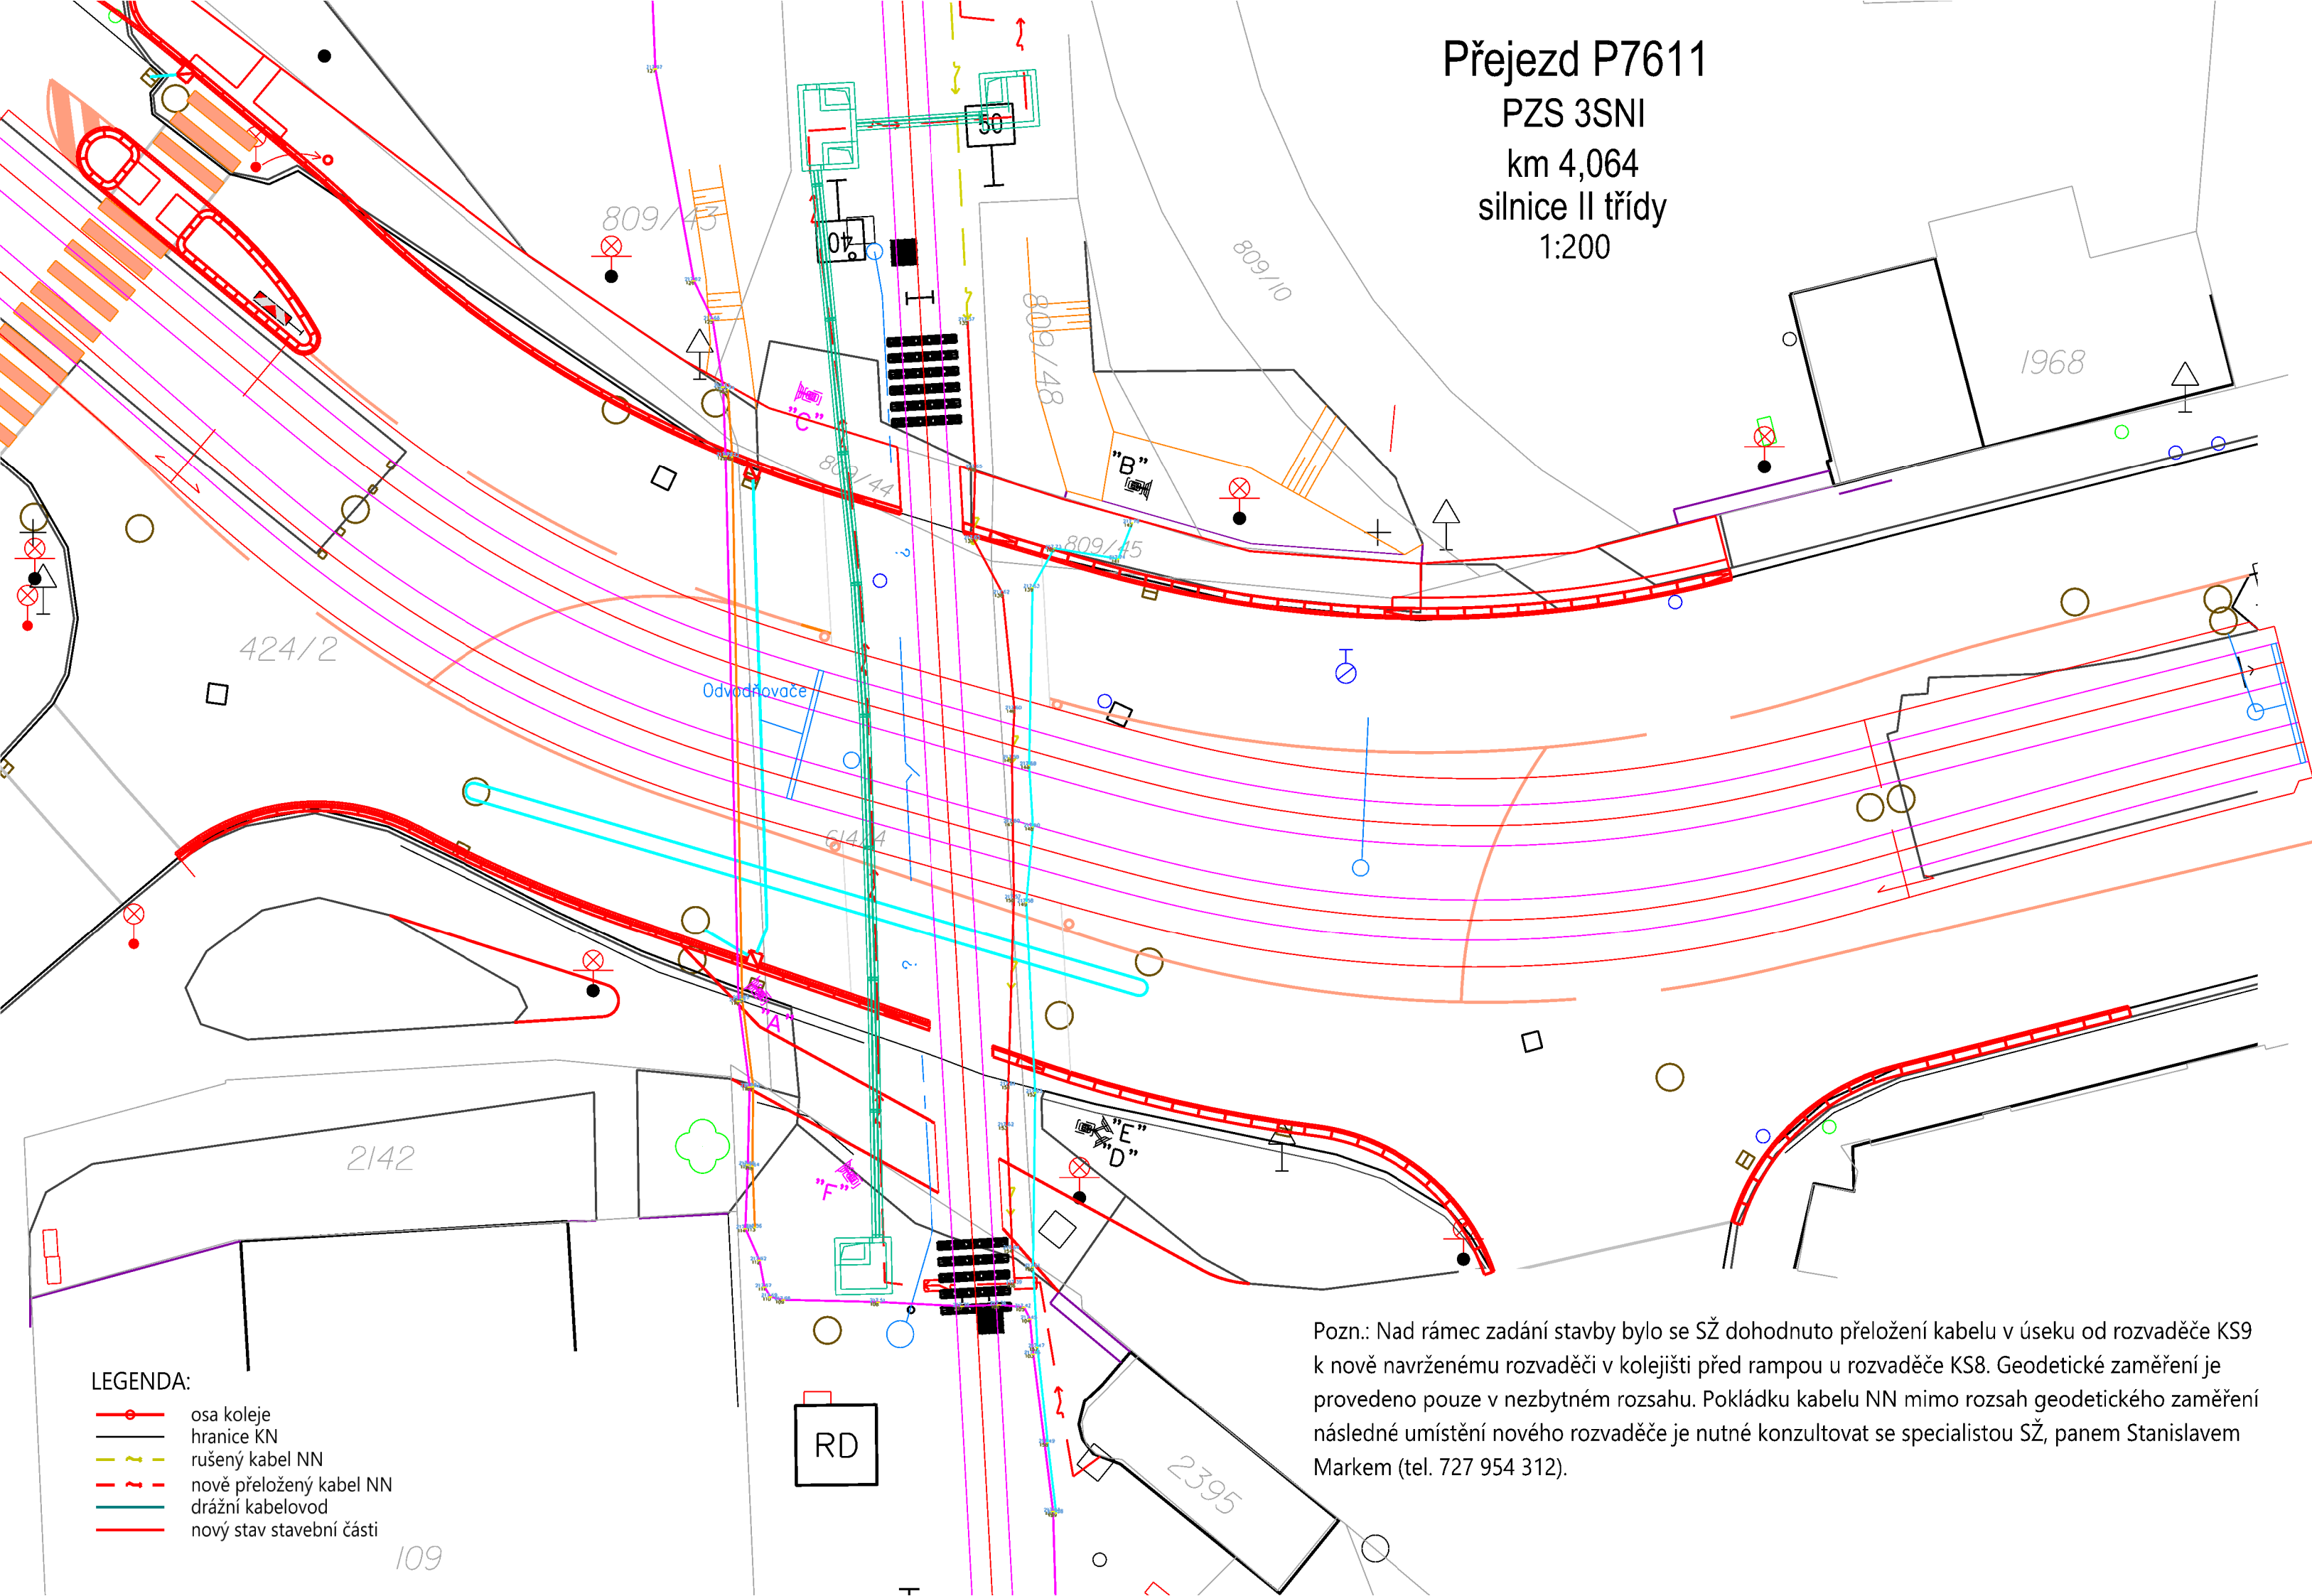 Přejezd P7611
PZS 3SNI
km 4,064
silnice II třídy
1:200
50
809/43
40
809/10
809/48
1968
"C"
"B"
809/44
809/45
424/2
Odvodňovače
?
614/4
?
"A"
"E"
"D"
2142
"F"
Pozn.: Nad rámec zadání stavby bylo se SŽ dohodnuto přeložení kabelu v úseku od rozvaděče KS9
k nově navrženému rozvaděči v kolejišti před rampou u rozvaděče KS8. Geodetické zaměření je
provedeno pouze v nezbytném rozsahu. Pokládku kabelu NN mimo rozsah geodetického zaměření
následné umístění nového rozvaděče je nutné konzultovat se specialistou SŽ, panem Stanislavem
Markem (tel. 727 954 312).
LEGENDA:
osa koleje
hranice KN
rušený kabel NN
nově přeložený kabel NN
drážní kabelovod
nový stav stavební části
RD
2395
109